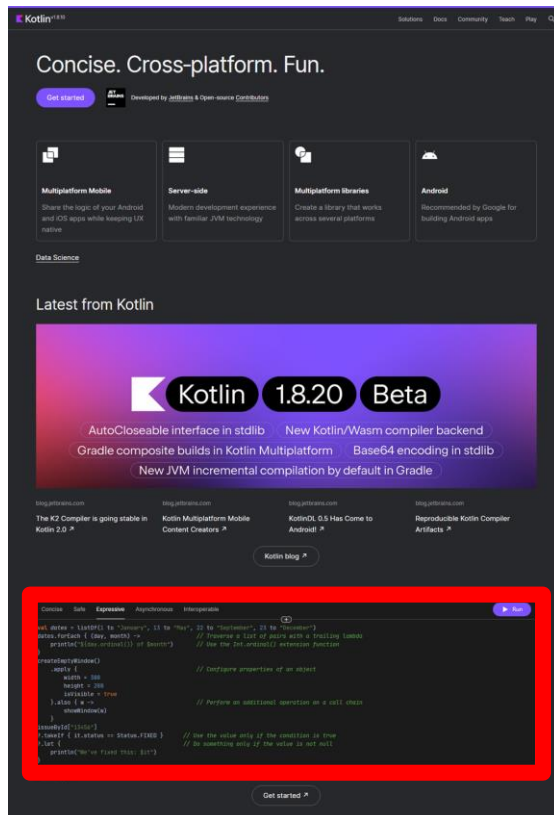 Kotlin v1.8.10
Solutions Docs Community Teach Play
Concise. Cross-platform. Fun.
Get started
JET BRAINS
Developed by JetBrains & Open-source Contributors
Multiplatform Mobile
Share the logic of your Android
and iOS apps while keeping UX
native
Server-side
Modern development experience
with familiar JVM technology
Multiplatform libraries
Create a library that works
across several platforms
Android
Recommended by Google for
building Android apps
Data Science
Latest from Kotlin
Kotlin 1.8.20 Beta
AutoCloseable interface in stdlib New Kotlin/Wasm compiler backend
Gradle composite builds in Kotlin Multiplatform Base64 encoding in stdlib
New JVM incremental compilation by default in Gradle
blog.jetbrains.com
The K2 Compiler is going stable in
Kotlin 2.0 ↗
blog.jetbrains.com
Kotlin Multiplatform Mobile
Content Creators ↗
blog.jetbrains.com
KotlinDL 0.5 Has Come to
Android! ↗
blog.jetbrains.com
Reproducible Kotlin Compiler
Artifacts ↗
Kotlin blog ↗
Concise Safe Expressive Asynchronous Interoperable
Run
dates = listOf( to "January", 13 to "May", 22 to "September", 23 to "December")
dates.forEach { (day, month) -> // Traverse a list of pairs with a trailing lambda
println("${day.ordinal()} of $month") // Use the Int.ordinal() extension function
}
createEmptyWindow()
.apply { // Configure properties of an object
width = 300
height = 200
isVisible = true
}.also { w -> // Perform an additional operation on a call chain
showWindow(w)
}
issueById["13456"]
?.takeIf { it.status == Status.FIXED } // Use the value only if the condition is true
?.let { // Do something only if the value is not null
println("We've fixed this: $it")
}
Get started ↗